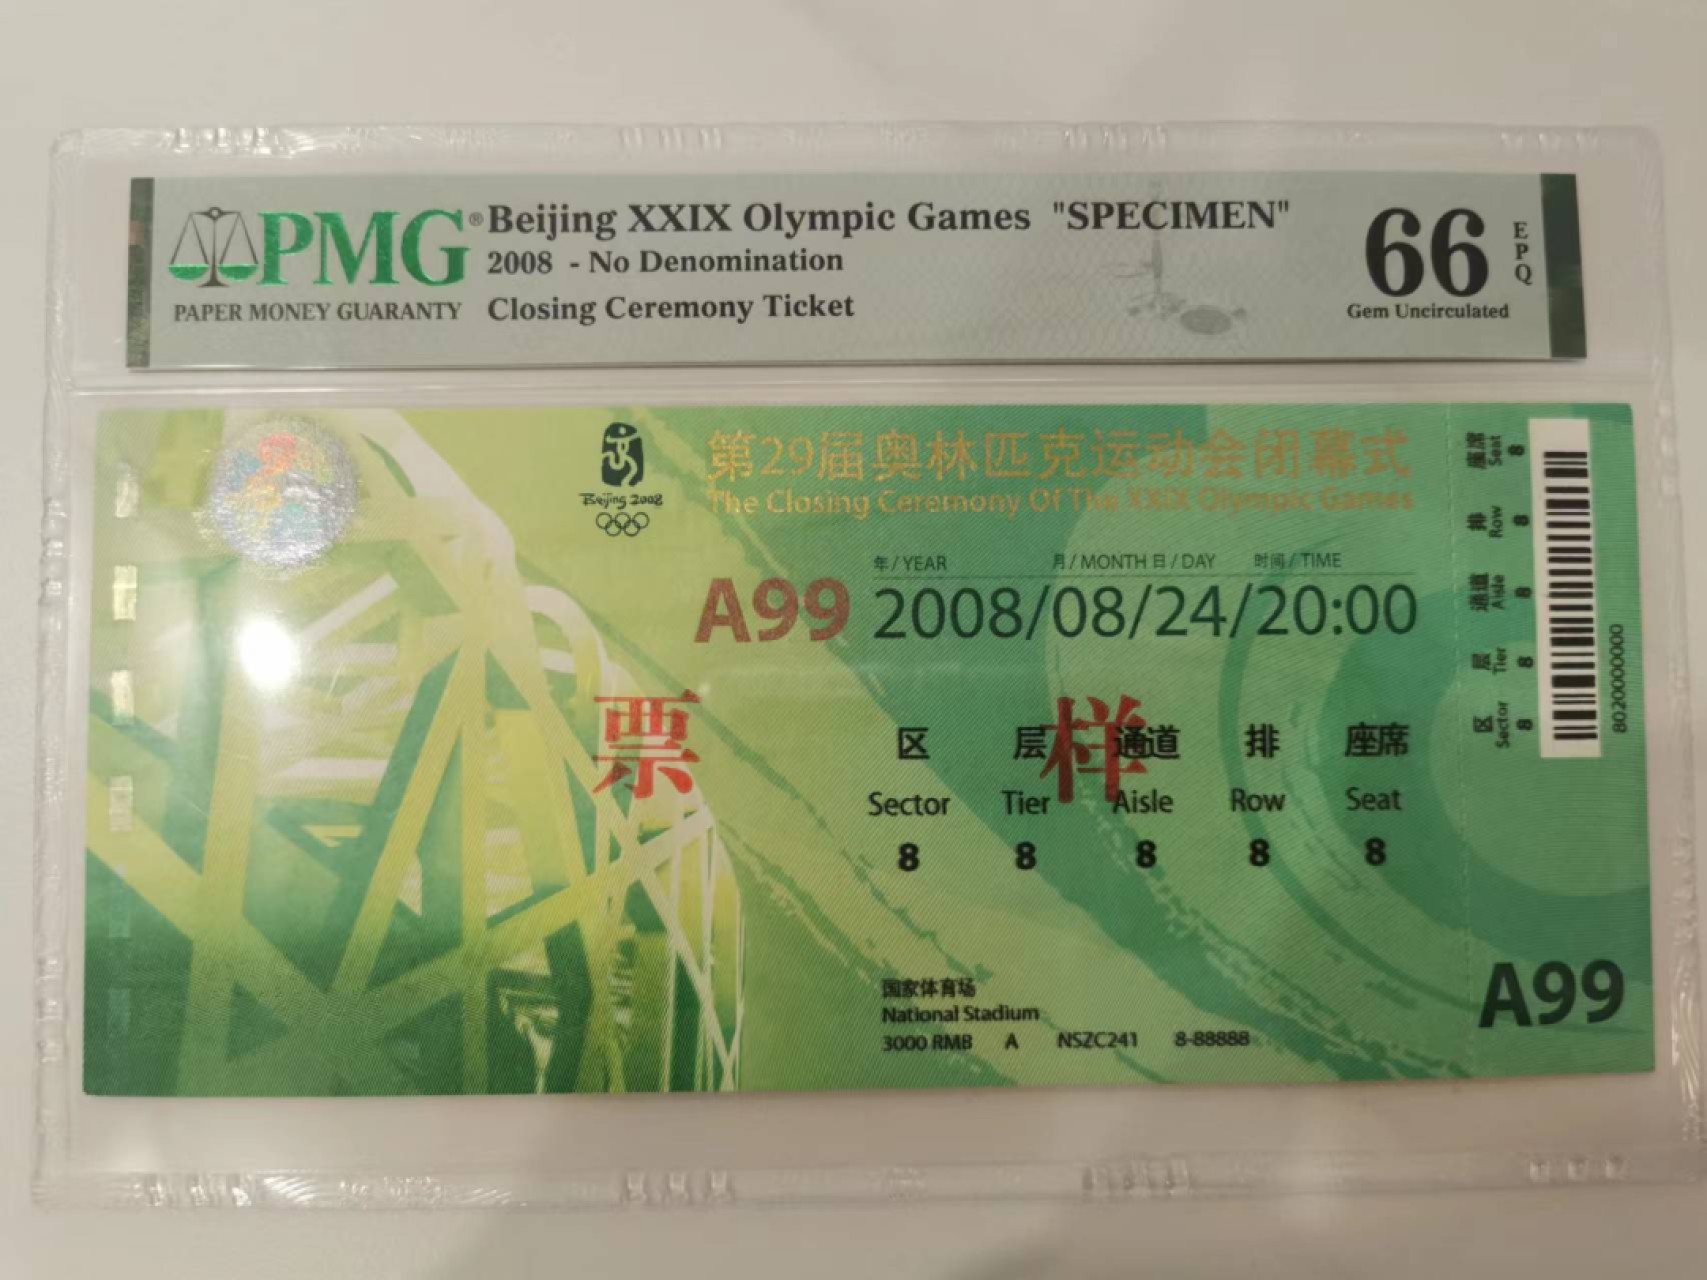 PMG®
PAPER MONEY GUARANTY
Beijing XXIX Olympic Games "SPECIMEN"
2008 - No Denomination
Closing Ceremony Ticket
66
EPQ
Gem Uncirculated
Beijing 2008
第29届奥林匹克运动会闭幕式
The Closing Ceremony Of The XXIX Olympic Games
年/YEAR 月/MONTH 日/DAY 时间/TIME
A99 2008/08/24/20:00
票样
区 层 通道 排 座席
Sector Tier Aisle Row Seat
8 8 8 8 8
国家体育场
National Stadium
3000 RMB A NSZC241 8-88888
座席 Seat 8
排 Row 8
通道 Aisle 8
层 Tier 8
区 Sector 8
8020000000
A99